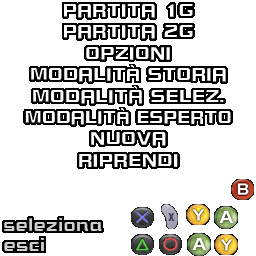 PARTITA 1G
PARTITA 2G
OPZIONI
MODALITÀ STORIA
MODALITÀ SELEZ.
MODALITÀ ESPERTO
NUOVA
RIPRENDI
B
seleziona X X Y A
esci A Y